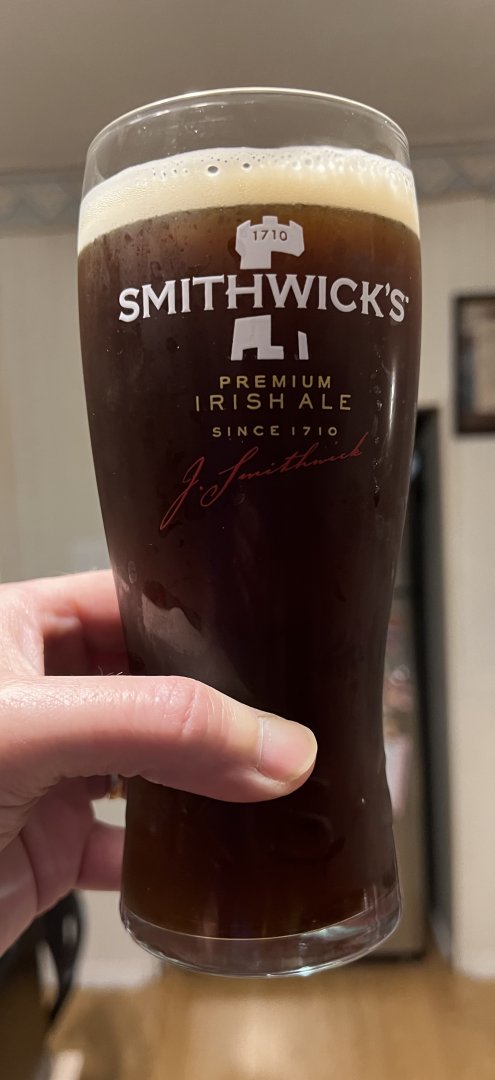 1710
SMITHWICK'S
PREMIUM
IRISH ALE
SINCE 1710
J. Smithwick